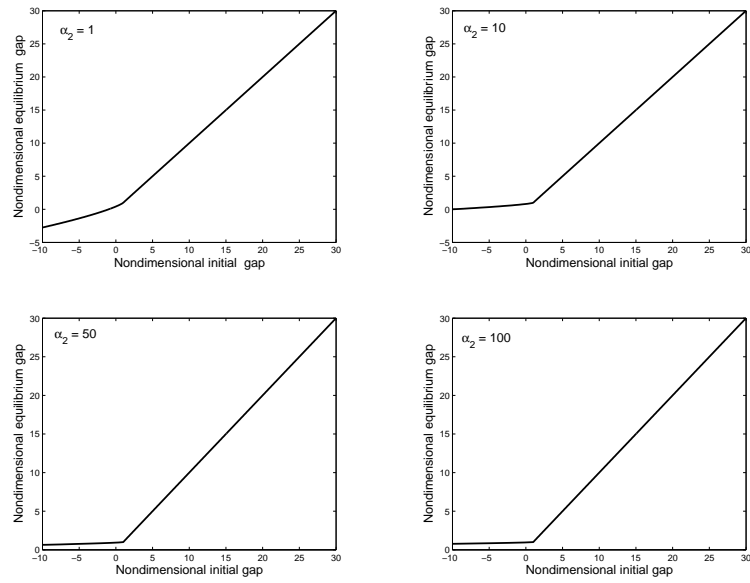 30
25
20
15
10
5
0
−5
Nondimensional equilibrium gap
α2 = 1
−10 −5 0 5 10 15 20 25 30
Nondimensional initial gap
30
25
20
15
10
5
0
−5
Nondimensional equilibrium gap
α2 = 10
−10 −5 0 5 10 15 20 25 30
Nondimensional initial gap
30
25
20
15
10
5
0
Nondimensional equilibrium gap
α2 = 50
−10 −5 0 5 10 15 20 25 30
Nondimensional initial gap
30
25
20
15
10
5
0
Nondimensional equilibrium gap
α2 = 100
−10 −5 0 5 10 15 20 25 30
Nondimensional initial gap